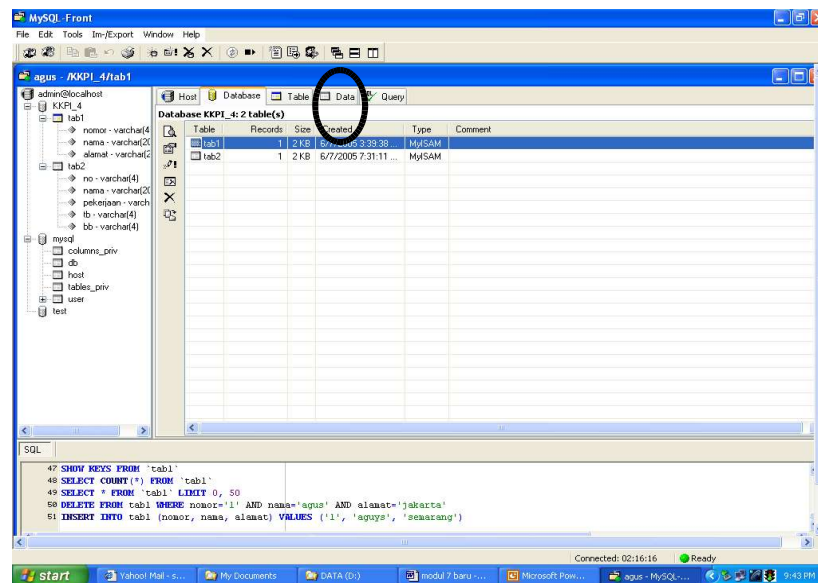 MySQL-Front
File Edit Tools Im-/Export Window Help
agus - /KKPI_4/tab1
admin@localhost
KKPI_4
tab1
nomor - varchar(4
nama - varchar(20
alamat - varchar(2
tab2
no - varchar(4)
nama - varchar(20
pekerjaan - varch
tb - varchar(4)
bb - varchar(4)
mysql
columns_priv
db
host
tables_priv
user
test
Host Database Table Data Query
Database KKPI_4: 2 table(s)
Table Records Size Created Type Comment
tab1 1 2 KB 6/7/2005 3:39:38 ... MyISAM
tab2 1 2 KB 6/7/2005 7:31:11 ... MyISAM
SQL
47 SHOW KEYS FROM `tab1`
48 SELECT COUNT(*) FROM `tab1`
49 SELECT * FROM `tab1` LIMIT 0, 50
50 DELETE FROM tab1 WHERE nomor='1' AND nama='agus' AND alamat='jakarta'
51 INSERT INTO tab1 (nomor, nama, alamat) VALUES ('1', 'aguys', 'semarang')
Connected: 02:16:16 Ready
start Yahoo! Mail - s... My Documents DATA (D:) modul 7 baru -... Microsoft Pow... agus - MySQL-... 9:43 PM